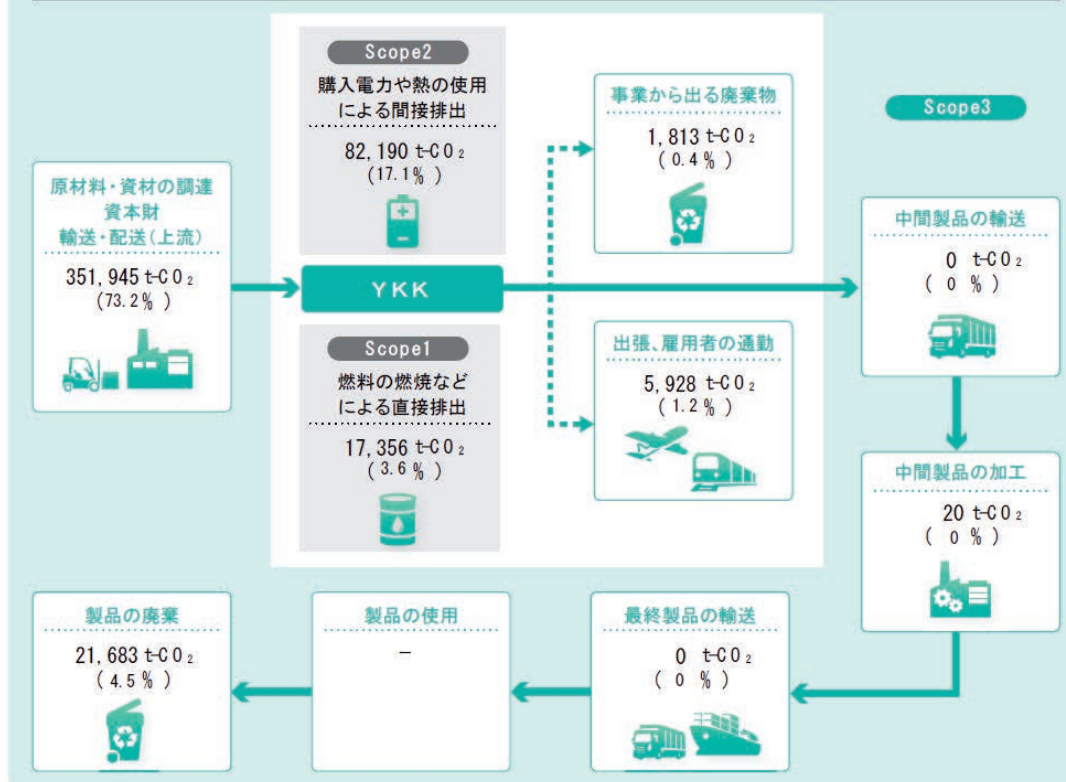 Scope2
購入電力や熱の使用
による間接排出
82,190 t-CO₂
(17.1%)
事業から出る廃棄物
1,813 t-CO₂
(0.4%)
Scope3
原材料・資材の調達
資本財
輸送・配送(上流)
351,945 t-CO₂
(73.2%)
YKK
中間製品の輸送
0 t-CO₂
( 0 %)
Scope1
燃料の燃焼など
による直接排出
17,356 t-CO₂
(3.6%)
出張、雇用者の通勤
5,928 t-CO₂
(1.2%)
中間製品の加工
20 t-CO₂
( 0 %)
製品の廃棄
21,683 t-CO₂
(4.5%)
製品の使用
−
最終製品の輸送
0 t-CO₂
( 0 %)